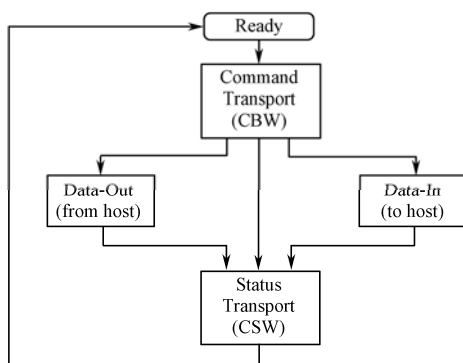 Ready
Command
Transport
(CBW)
Data-Out
(from host)
Data-In
(to host)
Status
Transport
(CSW)